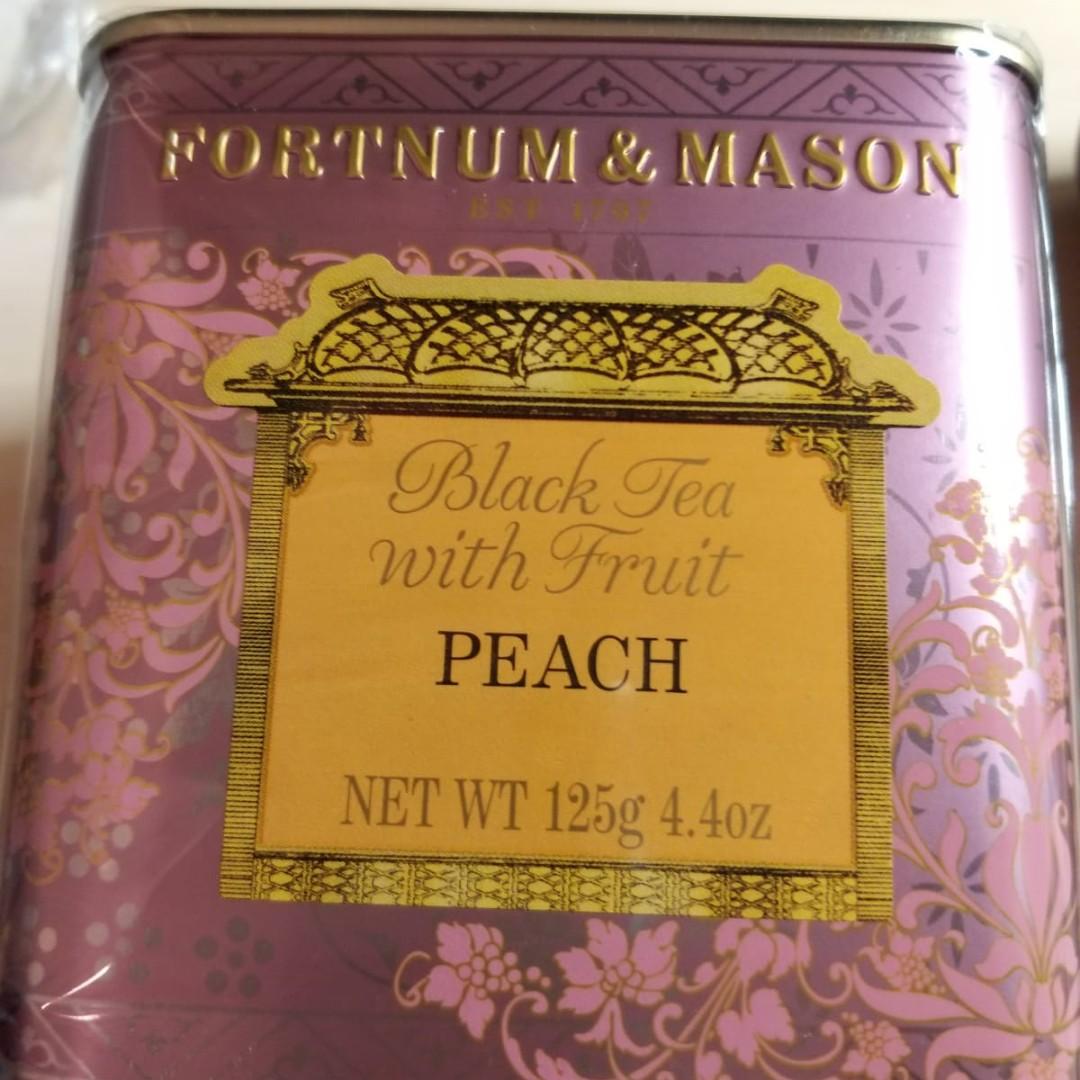 FORTNUM & MASON
EST 1707
Black Tea
with Fruit
PEACH
NET WT 125g 4.4oz